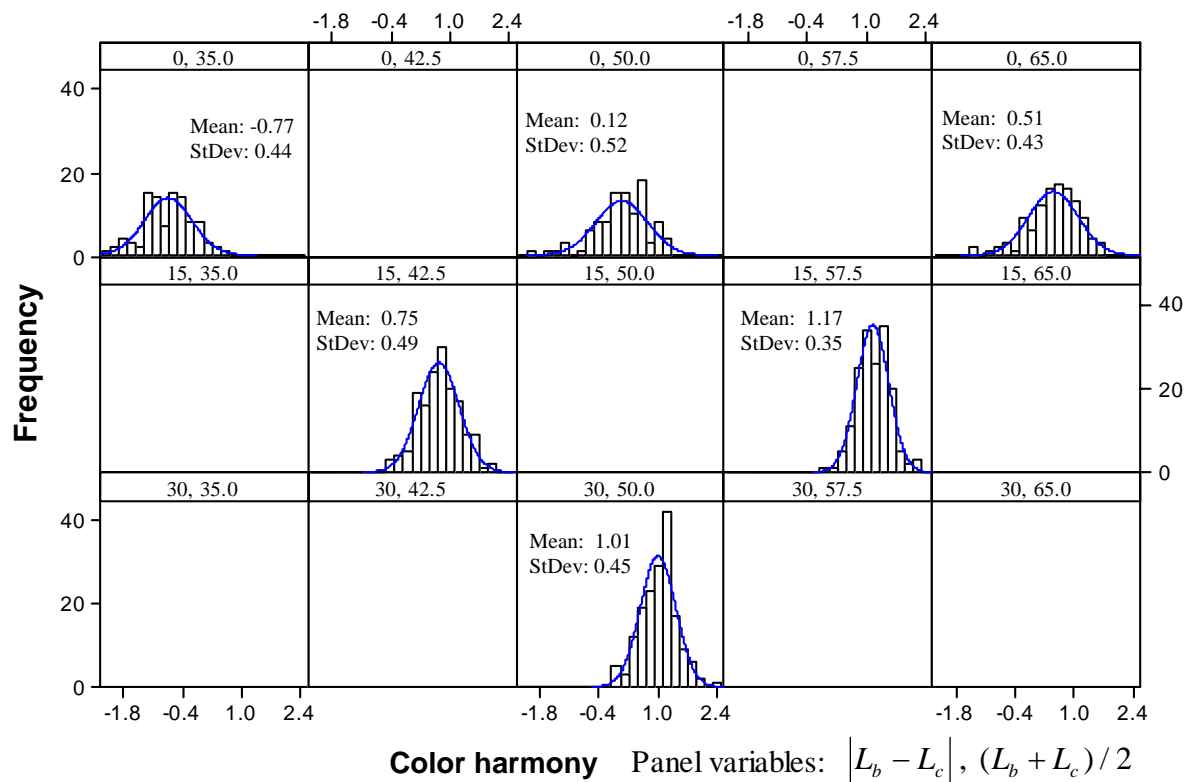 -1.8 -0.4 1.0 2.4 -1.8 -0.4 1.0 2.4
0, 35.0 0, 42.5 0, 50.0 0, 57.5 0, 65.0
40
20
0
Mean: -0.77
StDev: 0.44
Mean: 0.12
StDev: 0.52
Mean: 0.51
StDev: 0.43
15, 35.0 15, 42.5 15, 50.0 15, 57.5 15, 65.0
Mean: 0.75
StDev: 0.49
Mean: 1.17
StDev: 0.35
40
20
0
Frequency
30, 35.0 30, 42.5 30, 50.0 30, 57.5 30, 65.0
40
20
0
Mean: 1.01
StDev: 0.45
-1.8 -0.4 1.0 2.4 -1.8 -0.4 1.0 2.4 -1.8 -0.4 1.0 2.4
Color harmony Panel variables: |L_b − L_c|, (L_b + L_c) / 2